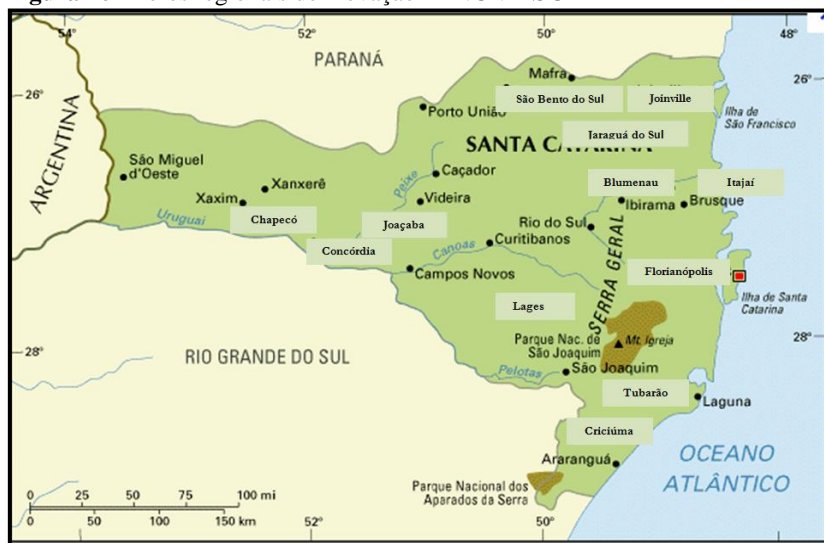 54°
52°
50°
48°
PARANÁ
Mafra
26°
26°
São Bento do Sul
Joinville
Porto União
Ilha de
São Francisco
Jaraguá do Sul
ARGENTINA
SANTA CATARINA
São Miguel
d'Oeste
Caçador
Peixe
Xanxerê
Blumenau
Itajaí
Xaxim
Videira
Ibirama
Brusque
Uruguai
Chapecó
Joaçaba
Rio do Sul
Curitibanos
Concórdia
Canoas
SERRA GERAL
Campos Novos
Florianópolis
Ilha de Santa
Catarina
Lages
28°
28°
RIO GRANDE DO SUL
Parque Nac. de
São Joaquim
Mt. Igreja
Pelotas
São Joaquim
Tubarão
Laguna
Criciúma
OCEANO
ATLÂNTICO
Araranguá
Parque Nacional dos
Aparados da Serra
0 25 50 75 100 mi
0 50 100 150 km
52°
50°